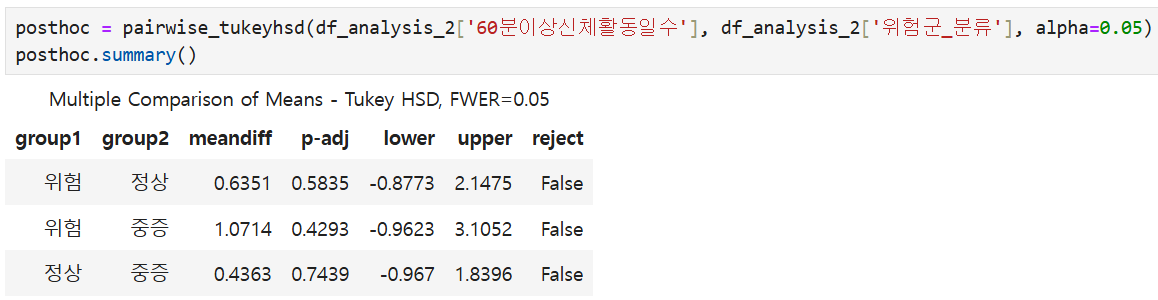 posthoc = pairwise_tukeyhsd(df_analysis_2['60분이상신체활동일수'], df_analysis_2['위험군_분류'], alpha=0.05)
posthoc.summary()
Multiple Comparison of Means - Tukey HSD, FWER=0.05
group1 group2 meandiff p-adj lower upper reject
위험 정상 0.6351 0.5835 -0.8773 2.1475 False
위험 중증 1.0714 0.4293 -0.9623 3.1052 False
정상 중증 0.4363 0.7439 -0.967 1.8396 False